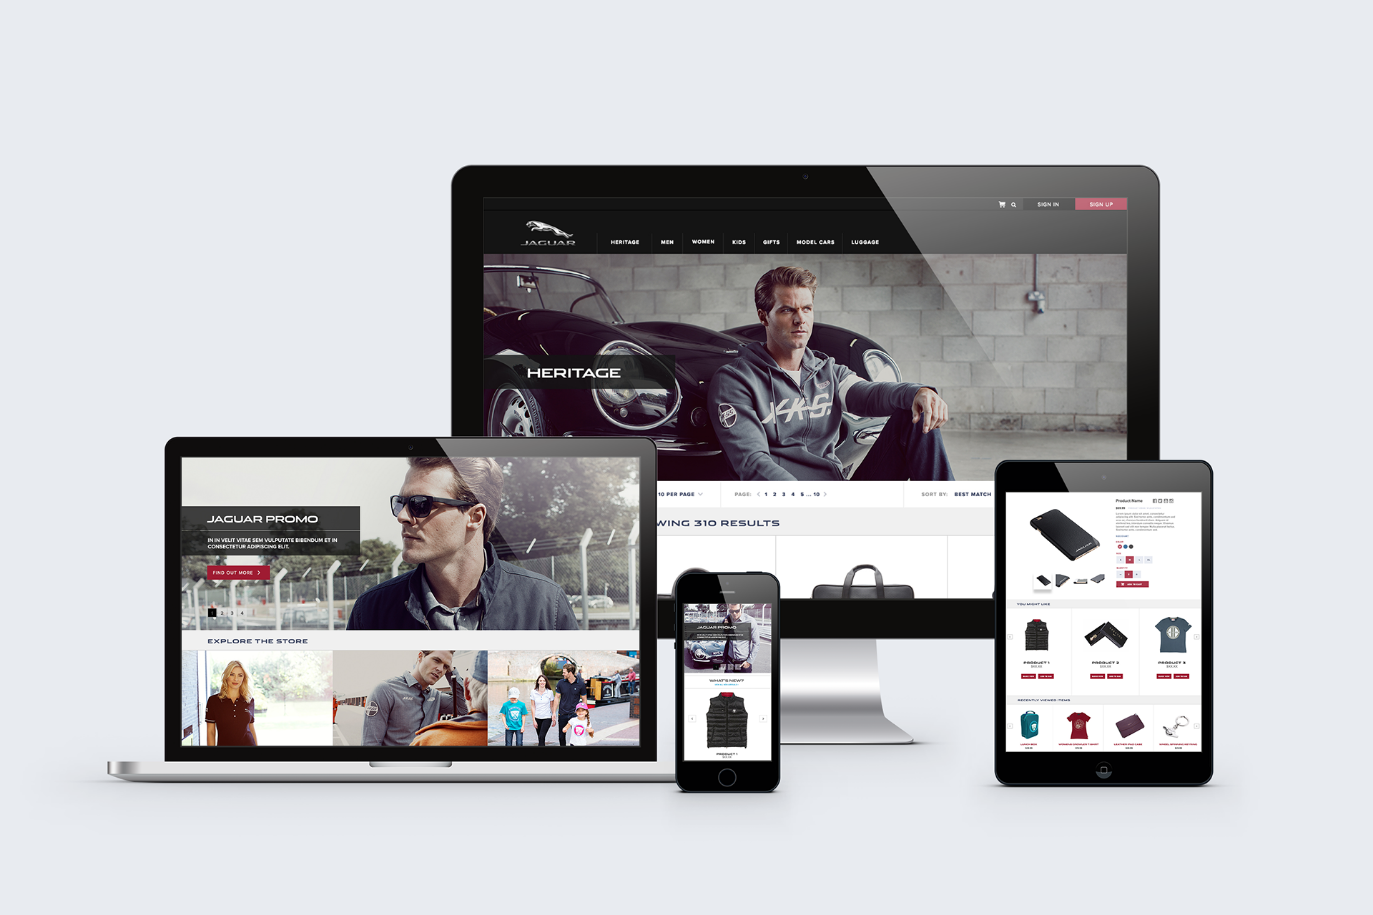 SIGN IN
SIGN UP
JAGUAR
HERITAGE
MEN
WOMEN
KIDS
GIFTS
MODEL CARS
LUGGAGE
HERITAGE
10 PER PAGE
PAGE: < 1 2 3 4 5 ... 10 >
SORT BY: BEST MATCH
WING 310 RESULTS
JAGUAR PROMO
IN IN VELIT VITAE SEM VULPUTATE BIBENDUM ET IN
CONSECTETUR ADIPISCING ELIT.
FIND OUT MORE >
1 2 3 4
EXPLORE THE STORE
JAGUAR PROMO
WHAT'S NEW?
PRODUCT 1
Product Name
ADD TO CART
YOU MIGHT LIKE
PRODUCT 1
PRODUCT 2
PRODUCT 3
RECENTLY VIEWED ITEMS